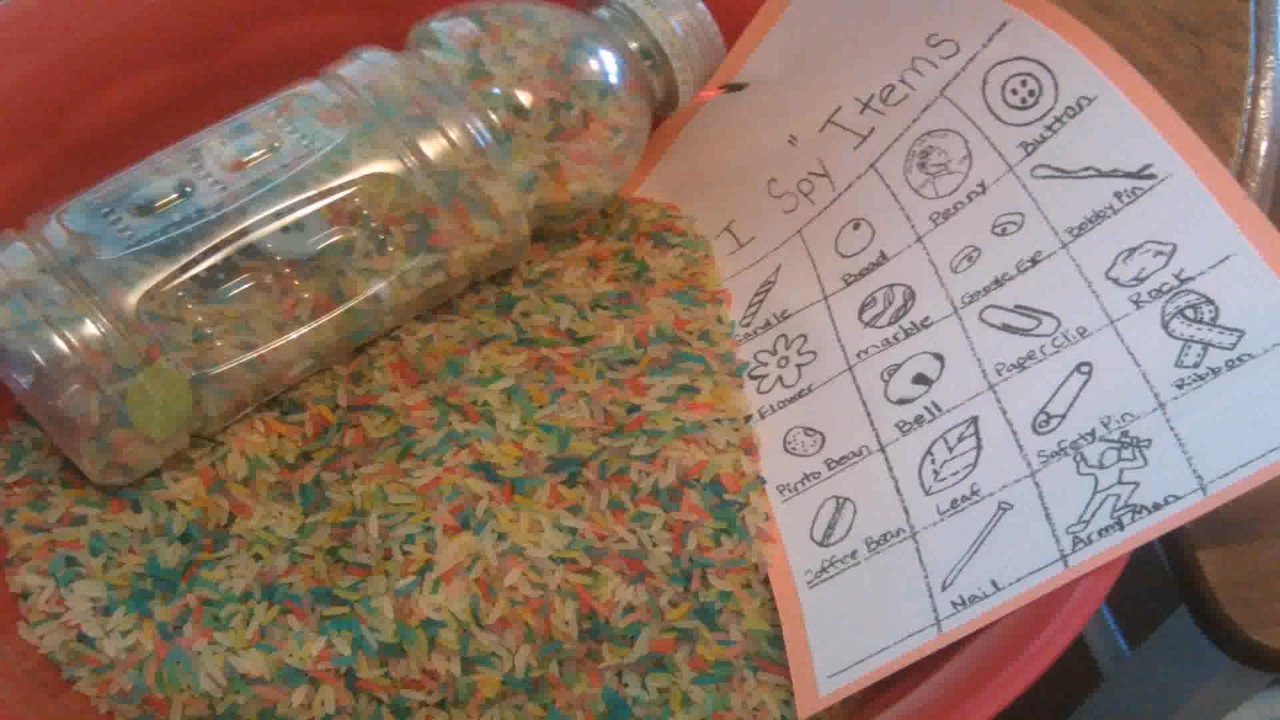 "I Spy" Items
Candle
Bead
Penny
Button
Flower
marble
Google Eye
Bobby Pin
Pinto Bean
Bell
Paper Clip
Rock
Coffee Bean
Leaf
Safety Pin
Ribbon
Nail
Army Man